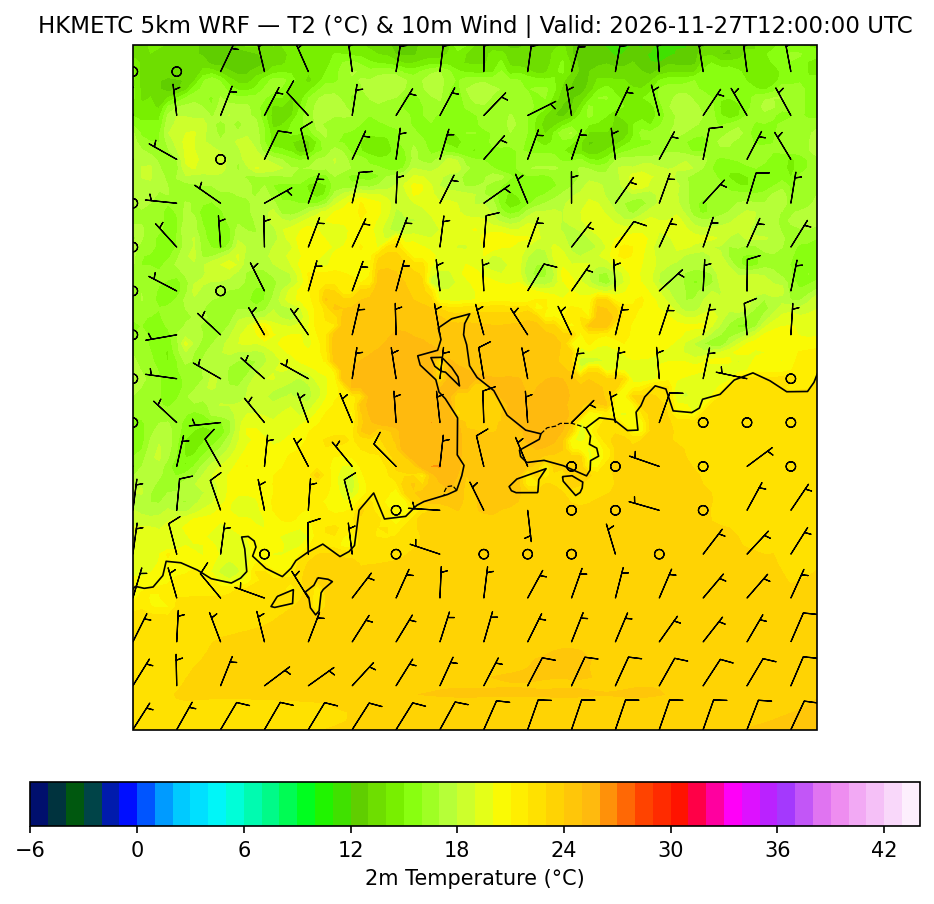 HKMETC 5km WRF — T2 (°C) & 10m Wind | Valid: 2026-11-27T12:00:00 UTC
−6 0 6 12 18 24 30 36 42
2m Temperature (°C)